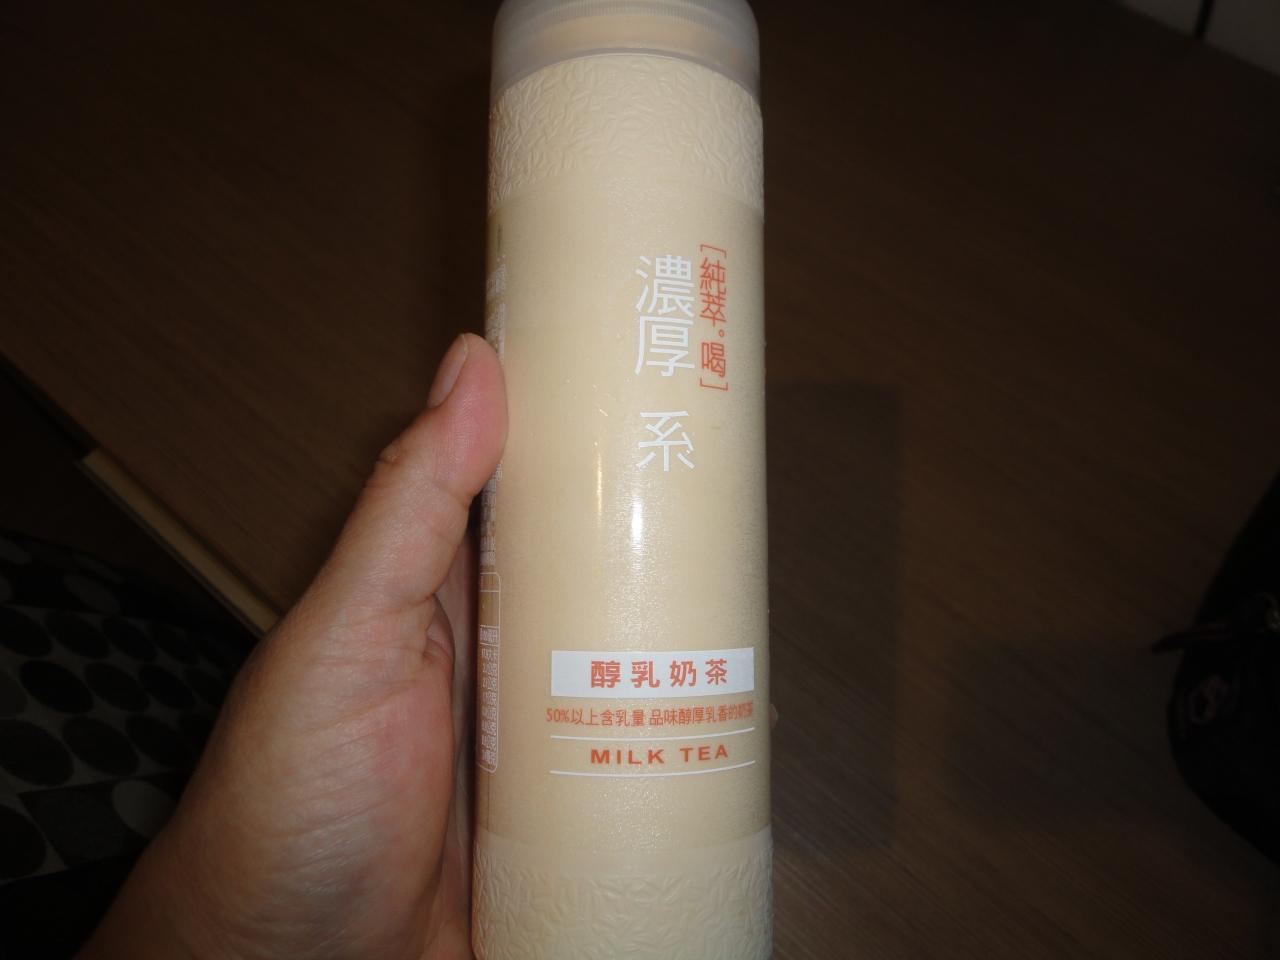 ［純萃。喝］
濃厚系
醇乳奶茶
50%以上含乳量 品味醇厚乳香的奶茶
MILK TEA